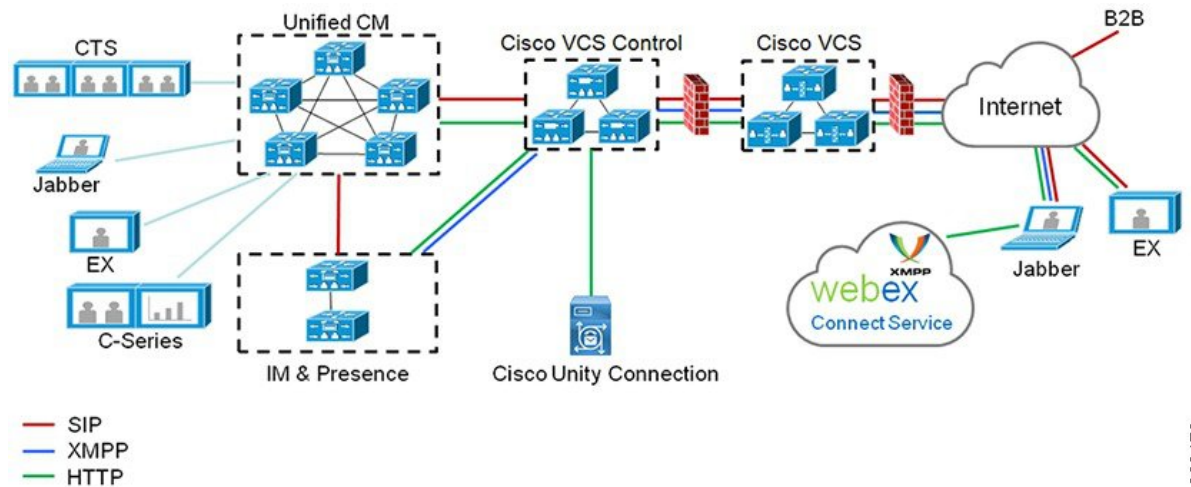 Unified CM
CTS
Cisco VCS Control
Cisco VCS
B2B
Internet
Jabber
EX
C-Series
IM & Presence
Cisco Unity Connection
XMPP
webex
Connect Service
Jabber
EX
SIP
XMPP
HTTP